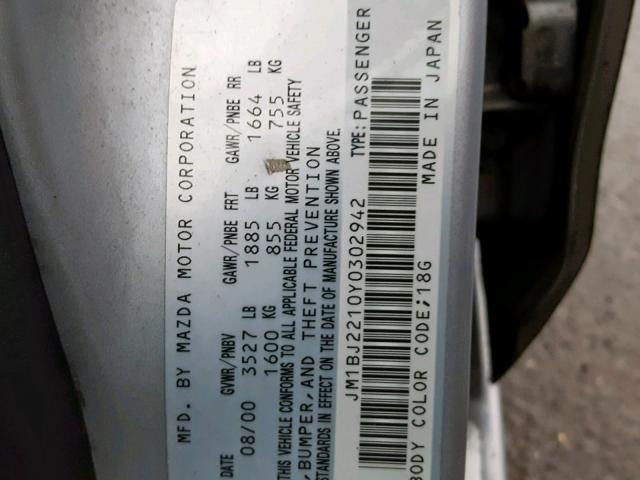 MFD. BY MAZDA MOTOR CORPORATION
DATE GVWR/PNBV GAWR/PNBE FRT GAWR/PNBE RR
08/00 3527 LB 1885 LB 1664 LB
1600 KG 855 KG 755 KG
THIS VEHICLE CONFORMS TO ALL APPLICABLE FEDERAL MOTOR VEHICLE SAFETY
,BUMPER,AND THEFT PREVENTION
STANDARDS IN EFFECT ON THE DATE OF MANUFACTURE SHOWN ABOVE.
JM1BJ2210Y0302942 TYPE:PASSENGER
BODY COLOR CODE;18G MADE IN JAPAN